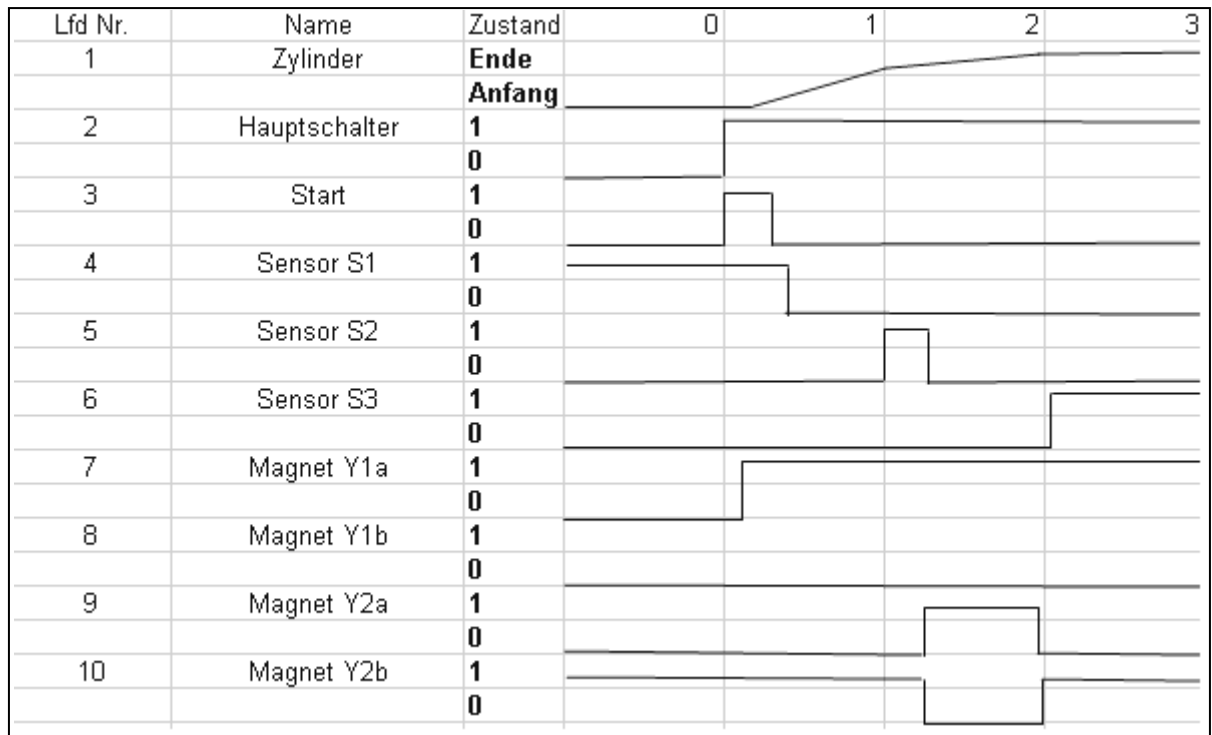 Lfd Nr. Name Zustand 0 1 2 3
1 Zylinder Ende
Anfang
2 Hauptschalter 1
0
3 Start 1
0
4 Sensor S1 1
0
5 Sensor S2 1
0
6 Sensor S3 1
0
7 Magnet Y1a 1
0
8 Magnet Y1b 1
0
9 Magnet Y2a 1
0
10 Magnet Y2b 1
0